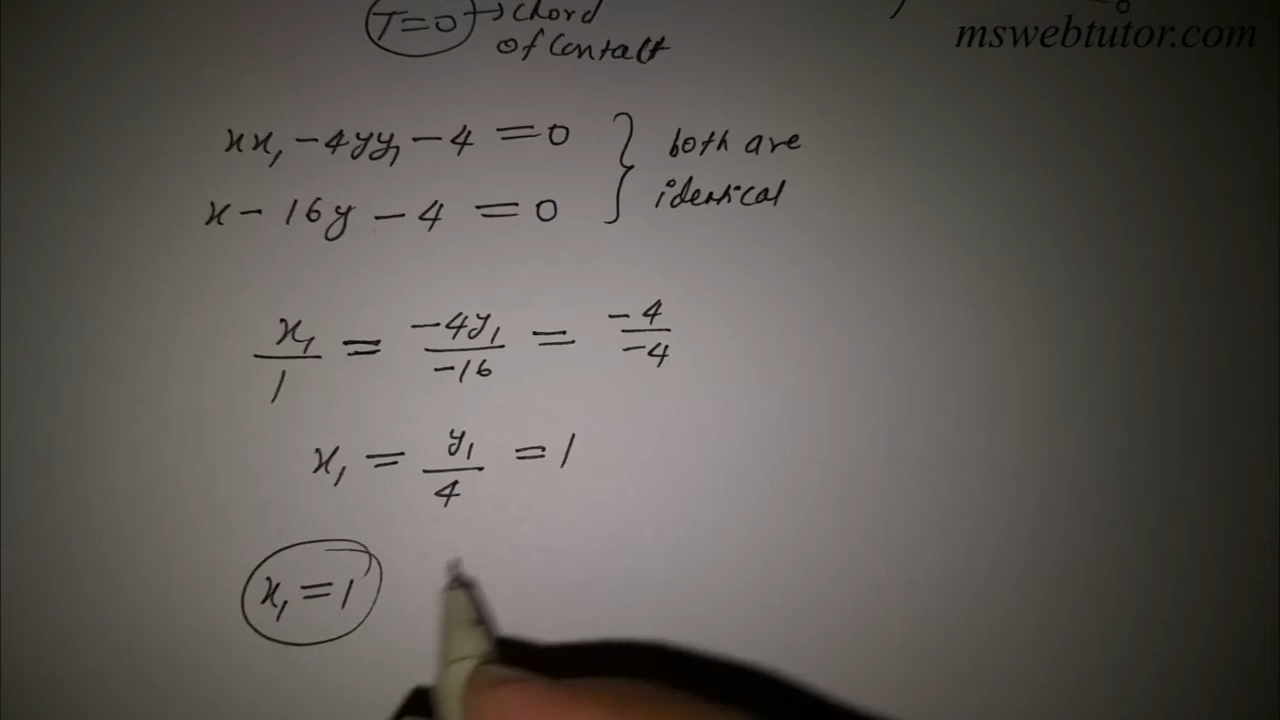 T=0 → chord
of Contact
mswebtutor.com
xx₁ - 4yy₁ - 4 = 0 } both are
x - 16y - 4 = 0 } identical
x₁/1 = -4y₁/-16 = -4/-4
x₁ = y₁/4 = 1
x₁ = 1